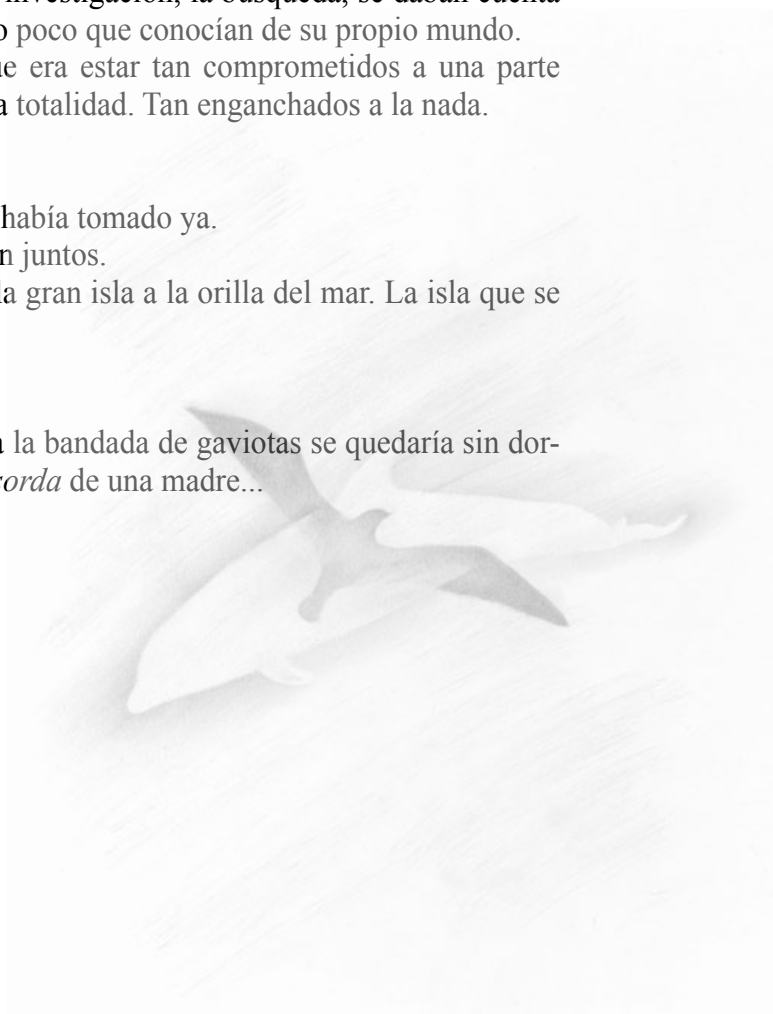 investigación, la búsqueda, se daban cuenta
o poco que conocían de su propio mundo.
ue era estar tan comprometidos a una parte
a totalidad. Tan enganchados a la nada.
había tomado ya.
n juntos.
la gran isla a la orilla del mar. La isla que se
a la bandada de gaviotas se quedaría sin dor-
orda de una madre...